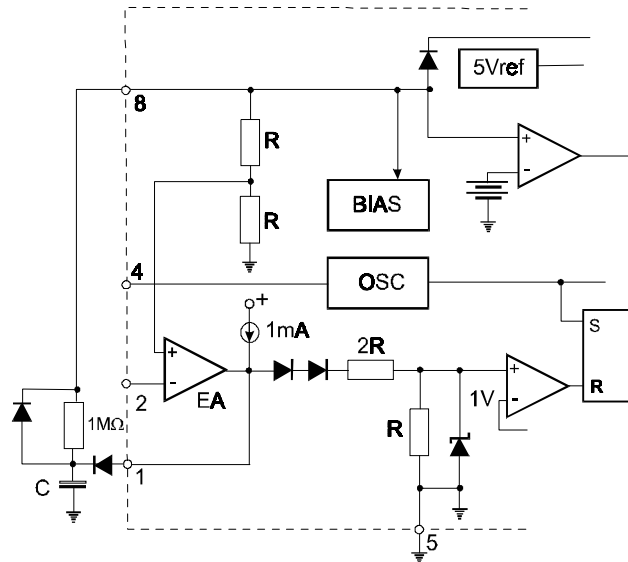 5Vref
8
R
+
-
BIAS
R
4
OSC
+
1mA
S
2R
+
-
EA
2
+
-
1V
R
1MΩ
R
C
1
5